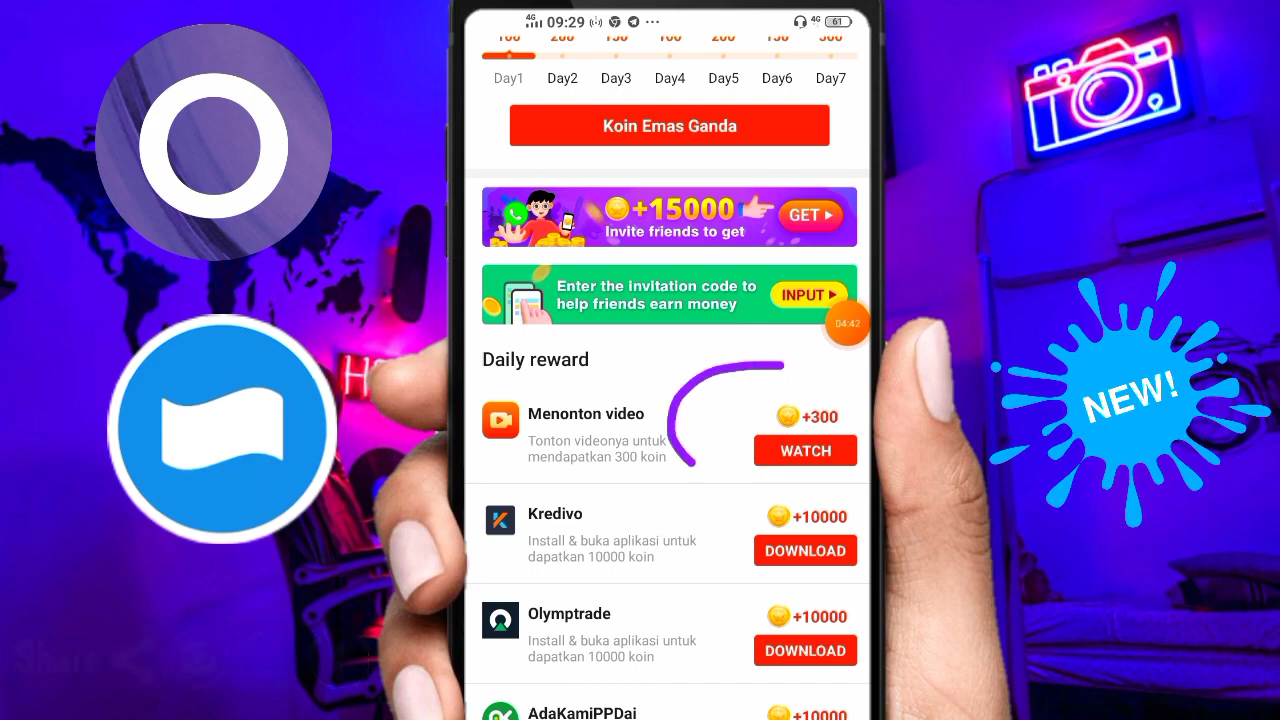 4G 09:29 4G 61
Day1 Day2 Day3 Day4 Day5 Day6 Day7
Koin Emas Ganda
+15000
Invite friends to get
GET
Enter the invitation code to
help friends earn money
INPUT
04:42
Daily reward
Menonton video
Tonton videonya untuk
mendapatkan 300 koin
+300
WATCH
Kredivo
Install & buka aplikasi untuk
dapatkan 10000 koin
+10000
DOWNLOAD
Olymptrade
Install & buka aplikasi untuk
dapatkan 10000 koin
+10000
DOWNLOAD
AdaKamiPPDai
+10000
NEW!